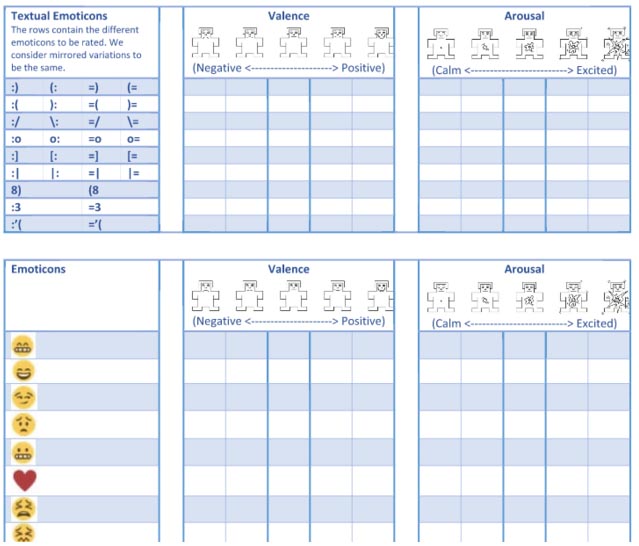 Textual Emoticons
The rows contain the different
emoticons to be rated. We
consider mirrored variations to
be the same.
Valence
(Negative <--------------------> Positive)
Arousal
(Calm <------------------------> Excited)
:) (: =) (=
:( ): =( )=
:/ \: =/ \=
:o o: =o o=
:] [: =] [=
:| |: =| |=
8) (8
:3 =3
:’( =’(
Emoticons
Valence
(Negative <--------------------> Positive)
Arousal
(Calm <------------------------> Excited)